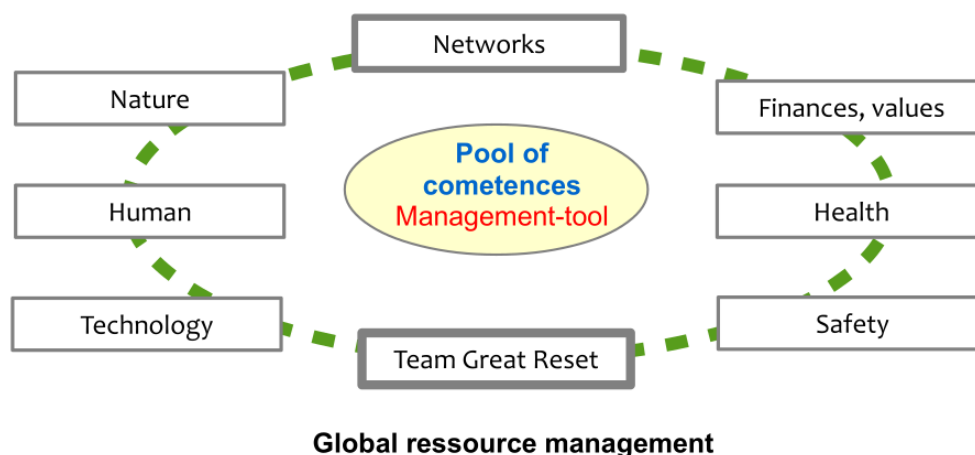 Networks
Nature
Finances, values
Pool of
cometences
Management-tool
Human
Health
Technology
Safety
Team Great Reset
Global ressource management